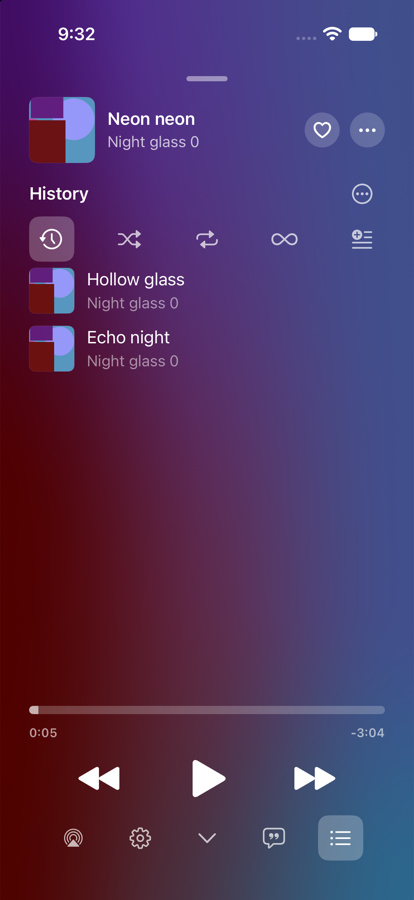 9:32
Neon neon
Night glass 0
History
Hollow glass
Night glass 0
Echo night
Night glass 0
0:05
-3:04